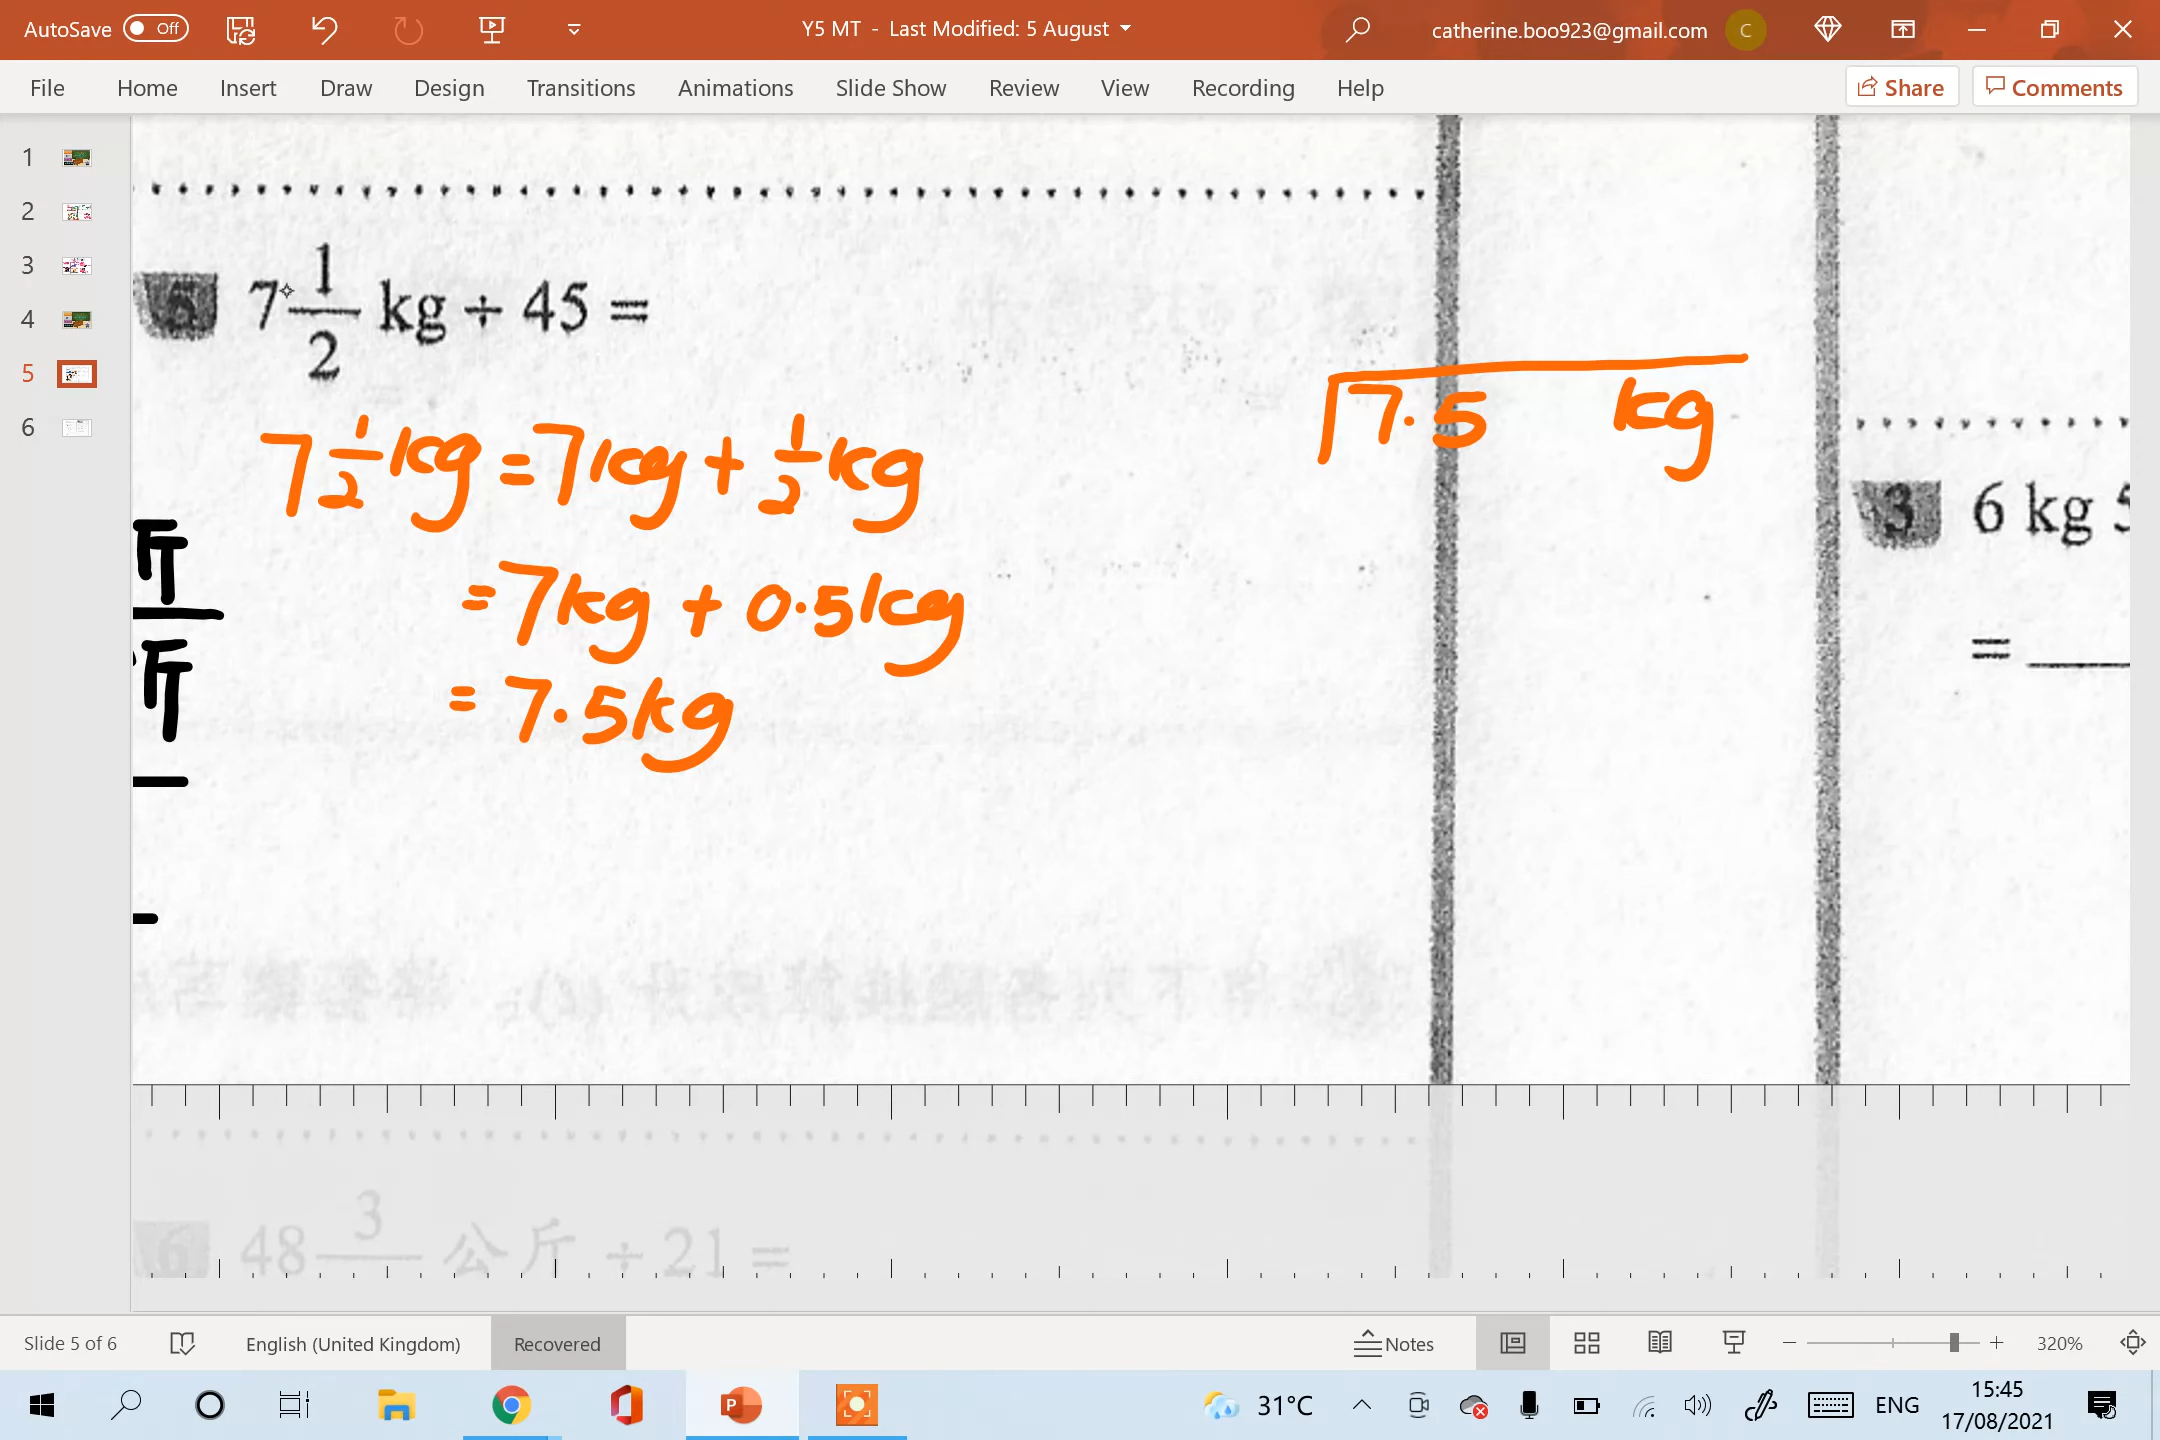 AutoSave Off Y5 MT - Last Modified: 5 August catherine.boo923@gmail.com C
File Home Insert Draw Design Transitions Animations Slide Show Review View Recording Help Share Comments
1
2
3
4
5
6
5 7 1/2 kg ÷ 45 =
7 1/2 kg = 7kg + 1/2 kg
= 7kg + 0.5kg
= 7.5kg
7.5 kg
斤
斤
3 6 kg 5
=
6 48 3 公斤 ÷ 21 =
Slide 5 of 6 English (United Kingdom) Recovered Notes 320%
31°C ENG 15:45
17/08/2021